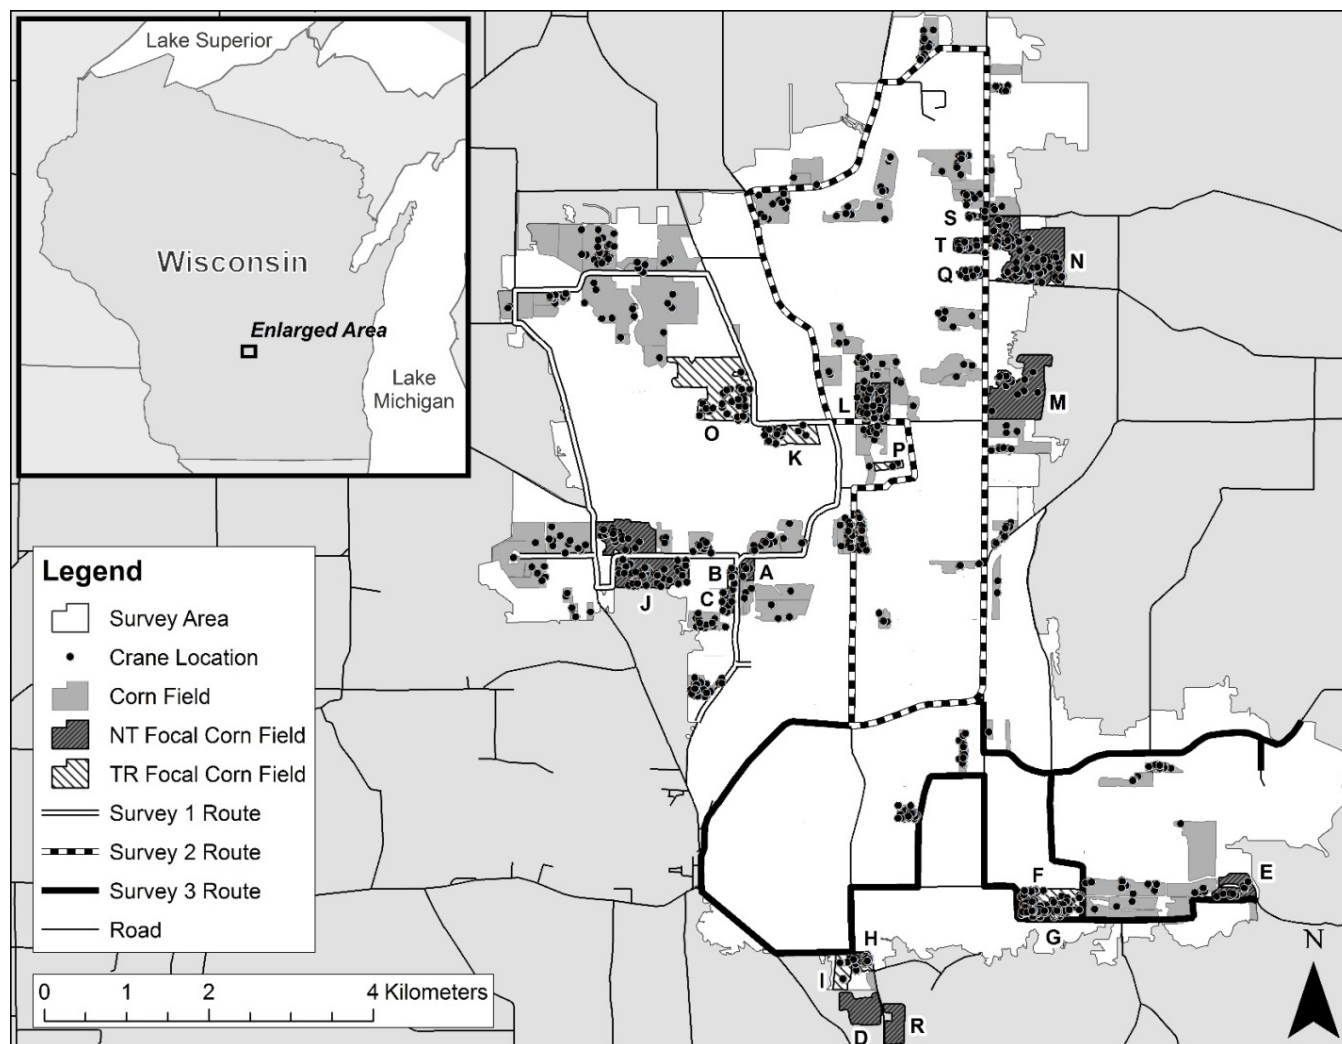 Lake Superior
Wisconsin
Enlarged Area
Lake
Michigan
S
T
N
Q
L
M
O
K
P
B
A
C
J
Legend
Survey Area
Crane Location
Corn Field
NT Focal Corn Field
TR Focal Corn Field
Survey 1 Route
Survey 2 Route
Survey 3 Route
Road
F
E
G
H
I
D
R
N
0 1 2 4 Kilometers